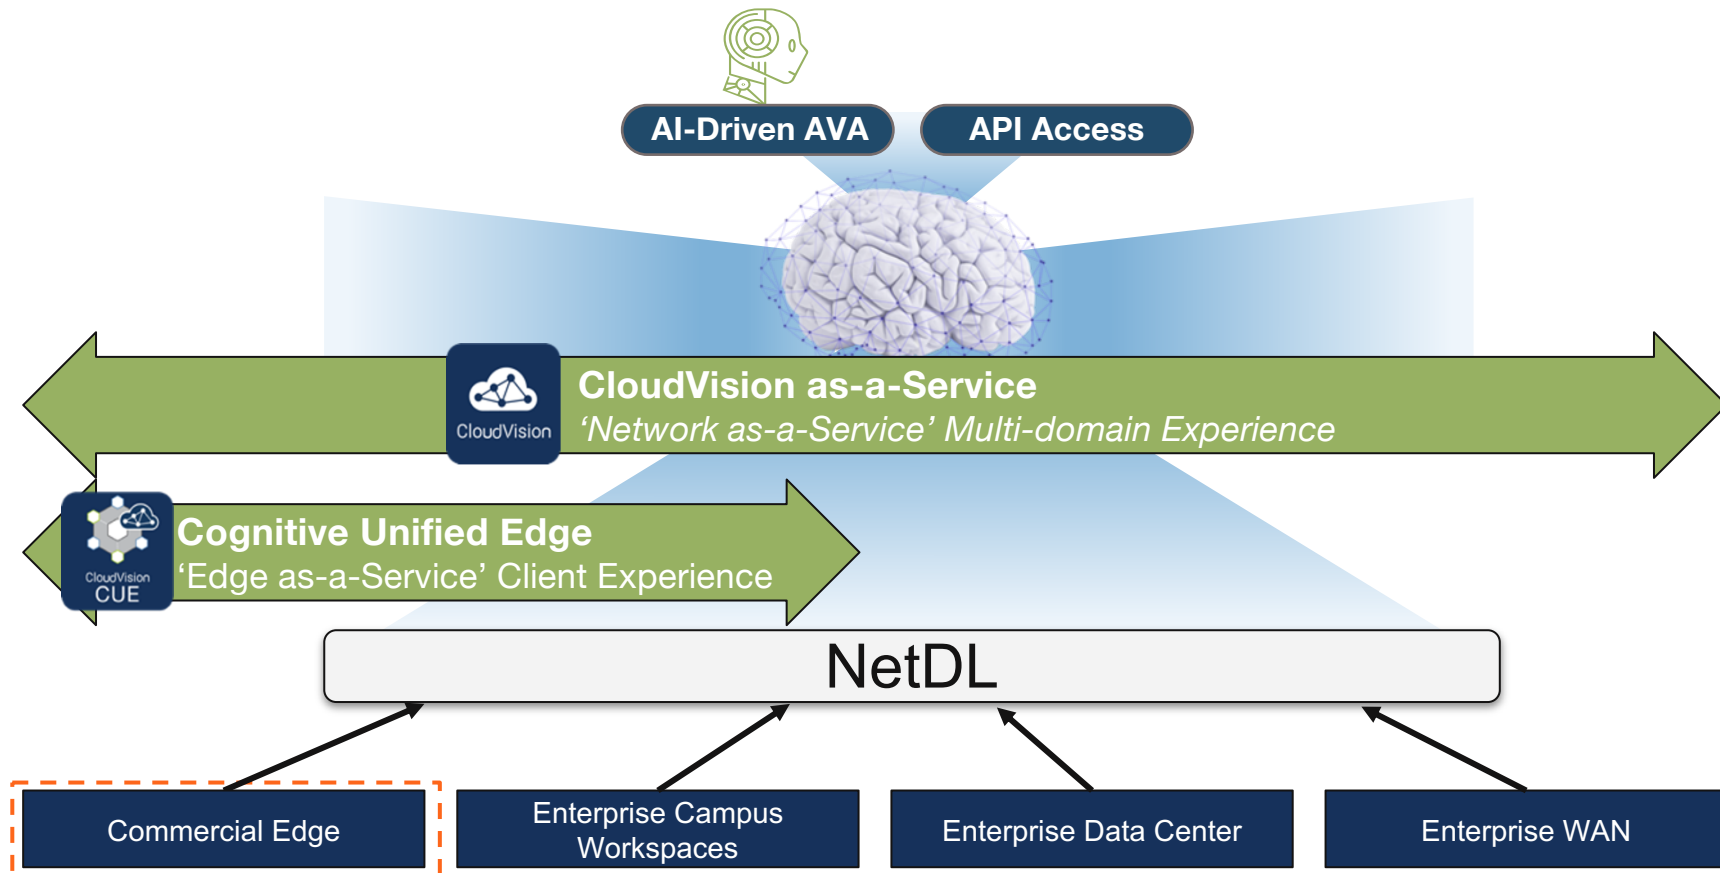 AI-Driven AVA
API Access
CloudVision as-a-Service
‘Network as-a-Service’ Multi-domain Experience
CloudVision
Cognitive Unified Edge
‘Edge as-a-Service’ Client Experience
CloudVision
CUE
NetDL
Commercial Edge
Enterprise Campus
Workspaces
Enterprise Data Center
Enterprise WAN